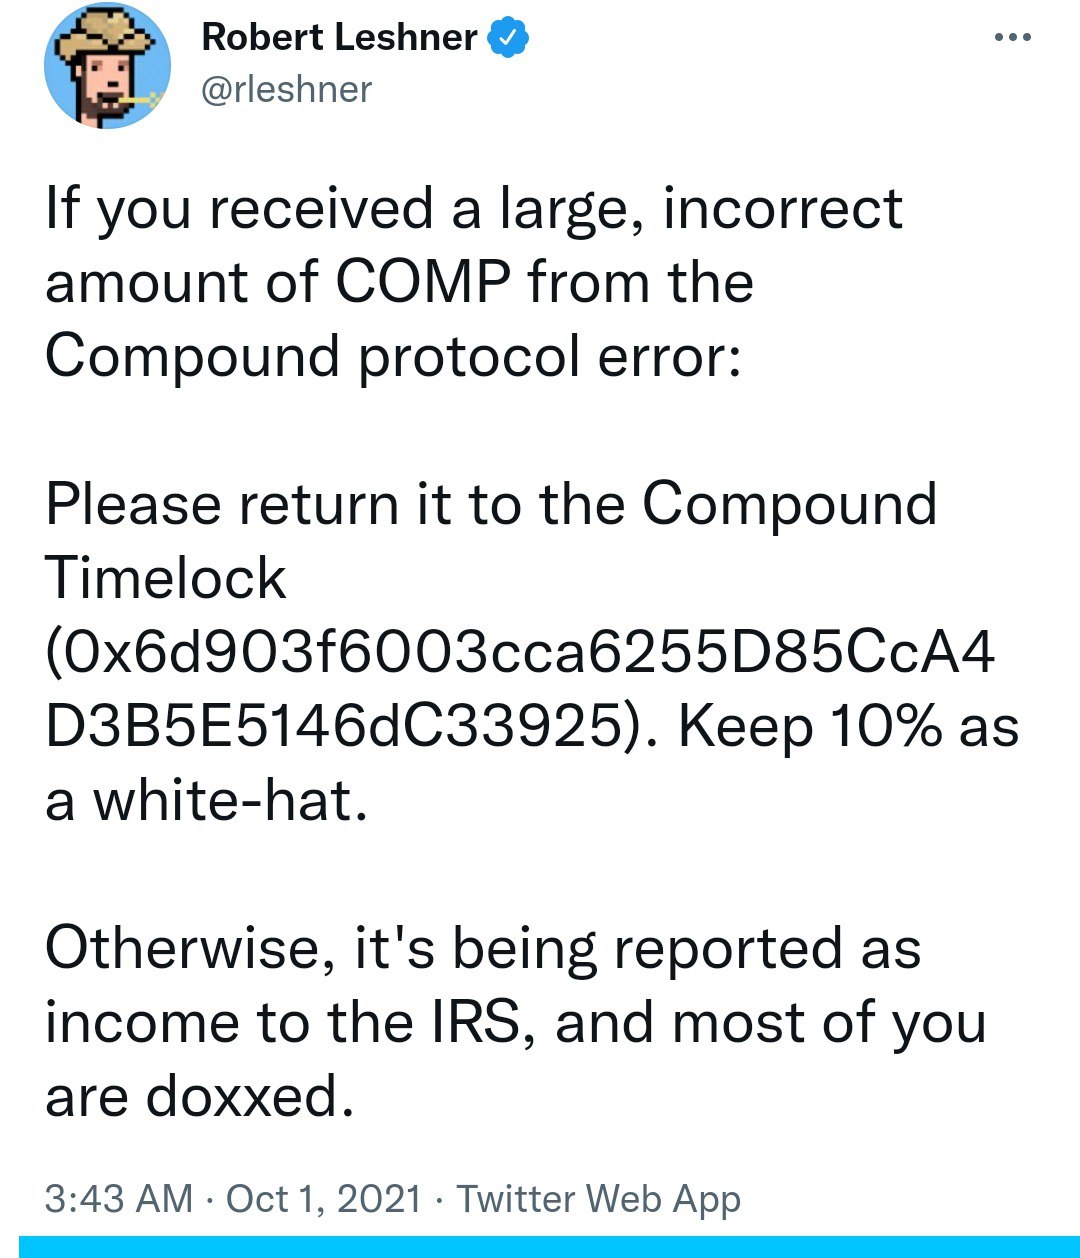 Robert Leshner
@rleshner
If you received a large, incorrect
amount of COMP from the
Compound protocol error:
Please return it to the Compound
Timelock
(0x6d903f6003cca6255D85CcA4
D3B5E5146dC33925). Keep 10% as
a white-hat.
Otherwise, it's being reported as
income to the IRS, and most of you
are doxxed.
3:43 AM · Oct 1, 2021 · Twitter Web App